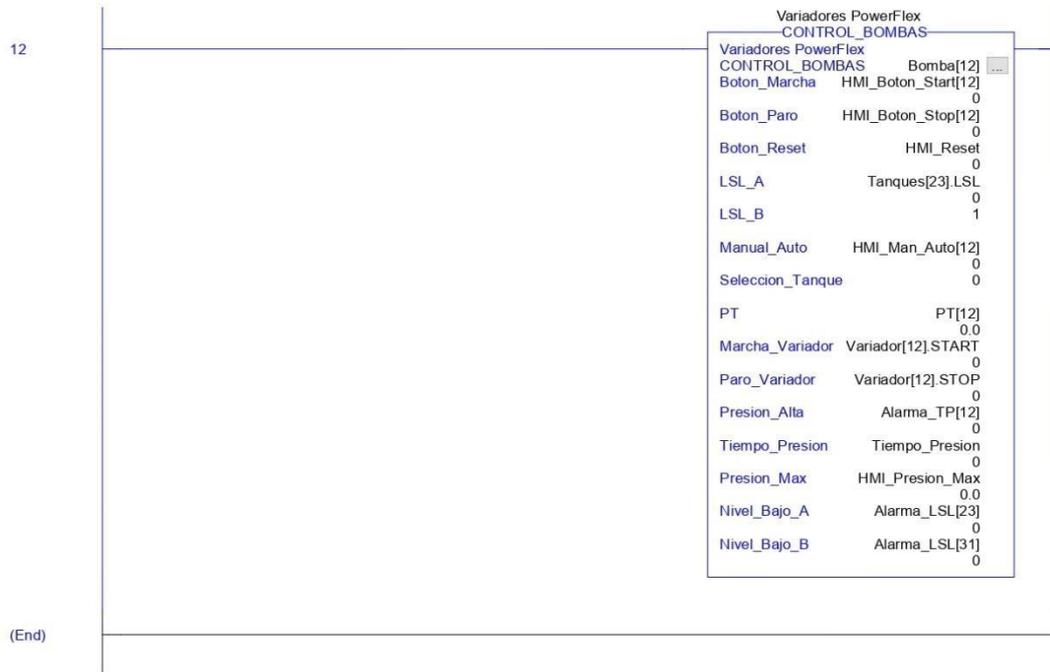 Variadores PowerFlex
CONTROL_BOMBAS
12
Variadores PowerFlex
CONTROL_BOMBAS Bomba[12] ...
Boton_Marcha HMI_Boton_Start[12]
0
Boton_Paro HMI_Boton_Stop[12]
0
Boton_Reset HMI_Reset
0
LSL_A Tanques[23].LSL
0
LSL_B 1
Manual_Auto HMI_Man_Auto[12]
0
Seleccion_Tanque 0
PT PT[12]
0.0
Marcha_Variador Variador[12].START
0
Paro_Variador Variador[12].STOP
0
Presion_Alta Alarma_TP[12]
0
Tiempo_Presion Tiempo_Presion
0
Presion_Max HMI_Presion_Max
0.0
Nivel_Bajo_A Alarma_LSL[23]
0
Nivel_Bajo_B Alarma_LSL[31]
0
(End)